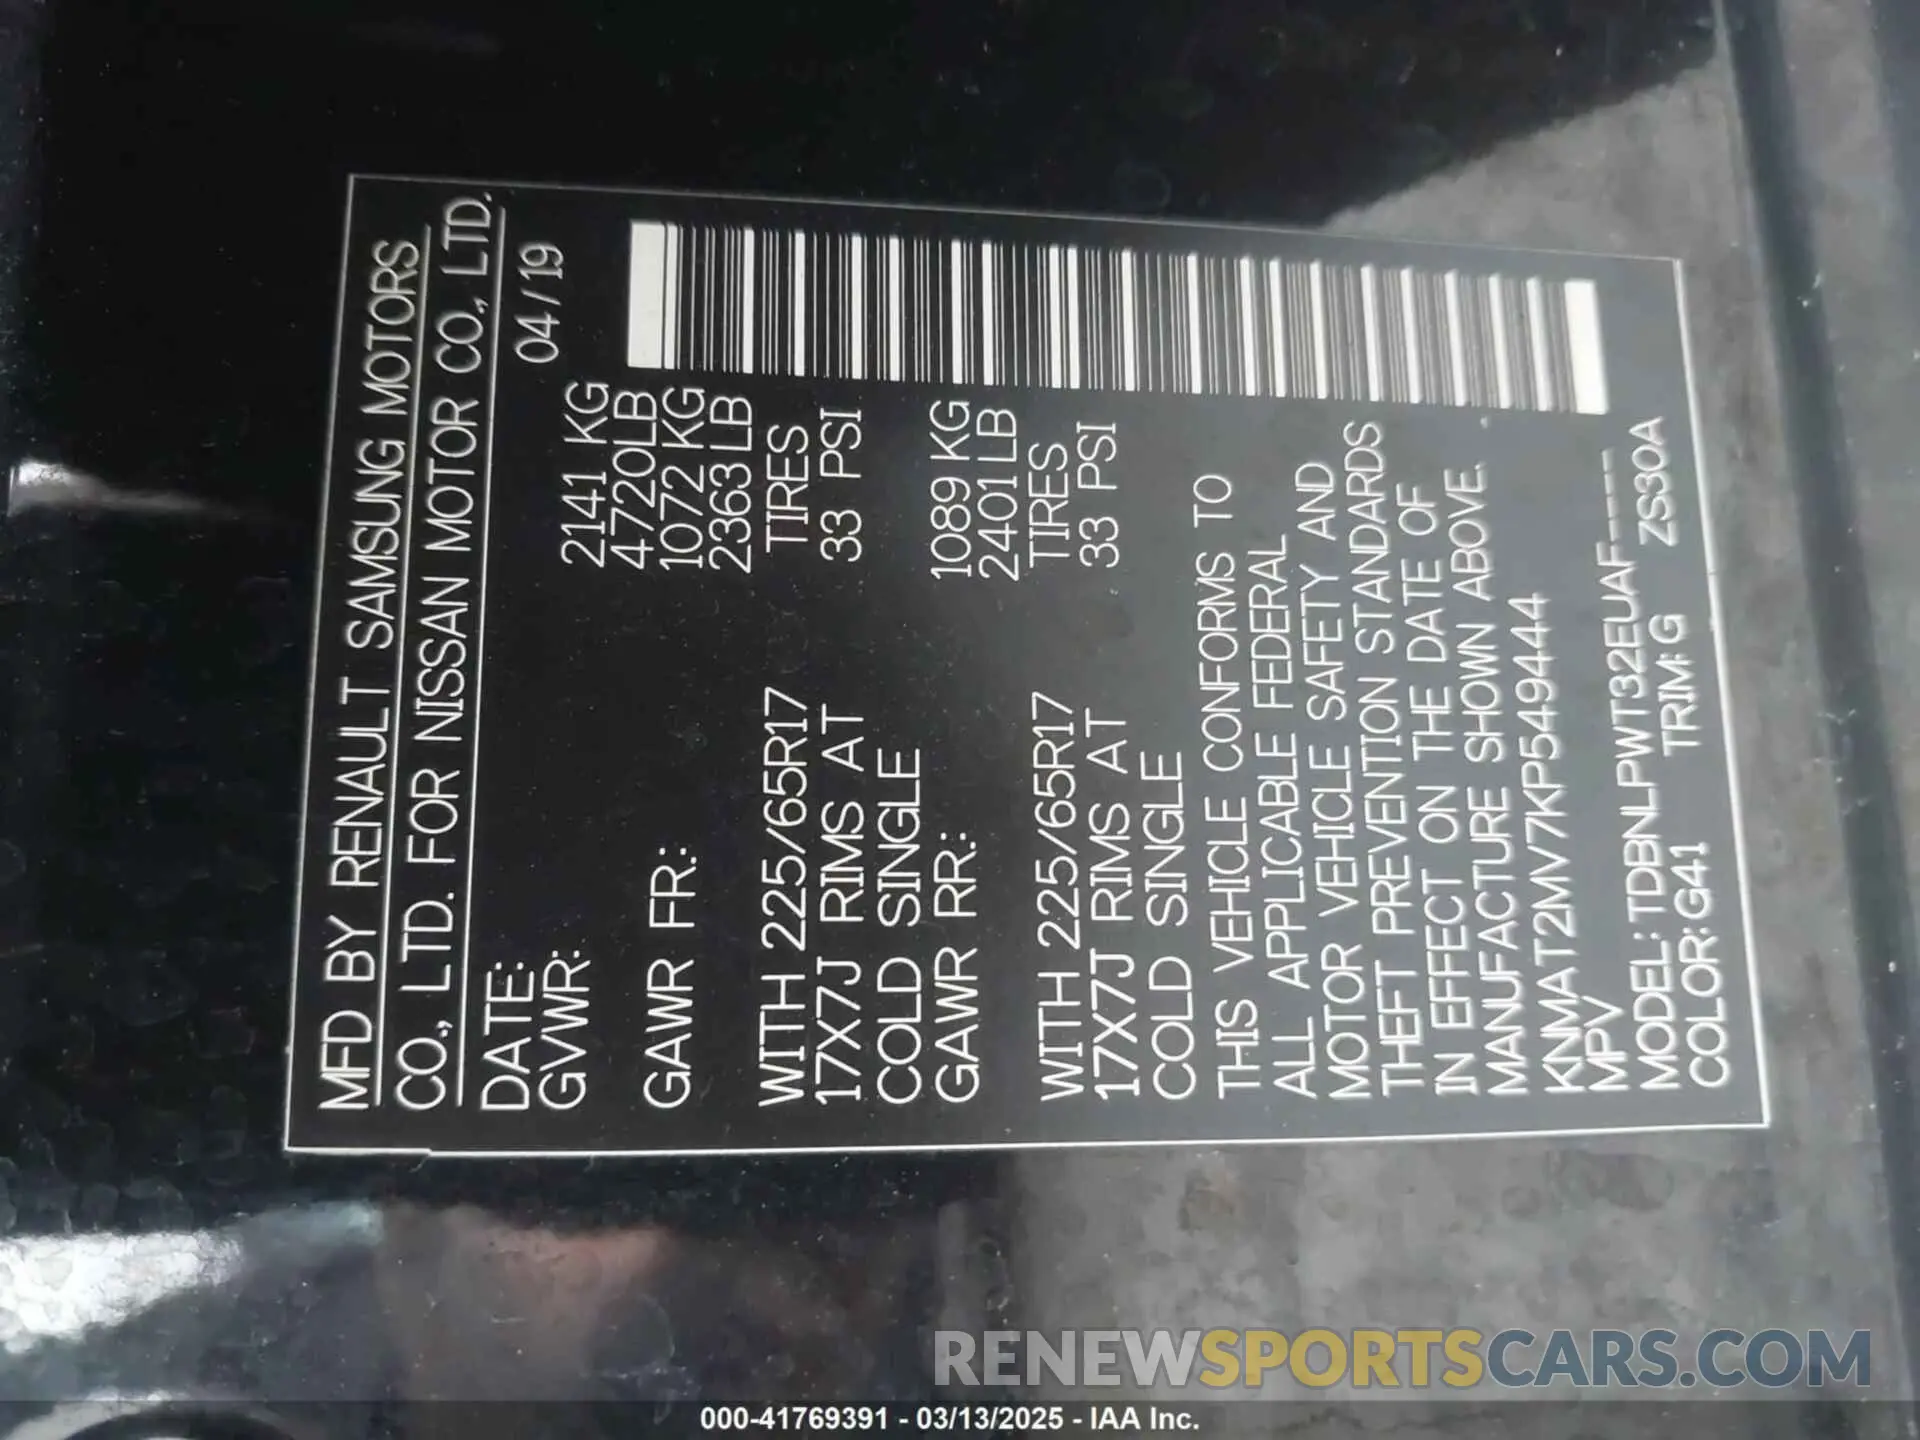 MFD BY RENAULT SAMSUNG MOTORS
CO., LTD. FOR NISSAN MOTOR CO., LTD.
DATE: 04/19
GVWR: 2141 KG
4720LB
GAWR FR.: 1072 KG
2363LB
WITH 225/65R17 TIRES
17X7J RIMS AT 33 PSI
COLD SINGLE
GAWR RR.: 1089 KG
2401LB
WITH 225/65R17 TIRES
17X7J RIMS AT 33 PSI
COLD SINGLE
THIS VEHICLE CONFORMS TO
ALL APPLICABLE FEDERAL
MOTOR VEHICLE SAFETY AND
THEFT PREVENTION STANDARDS
IN EFFECT ON THE DATE OF
MANUFACTURE SHOWN ABOVE.
KNMAT2MV7KP549444
MPV
MODEL: TDBNLPWT32EUAF----
COLOR: G41 TRIM: G ZS30A
RENEWSPORTSCARS.COM
000-41769391 - 03/13/2025 - IAA Inc.